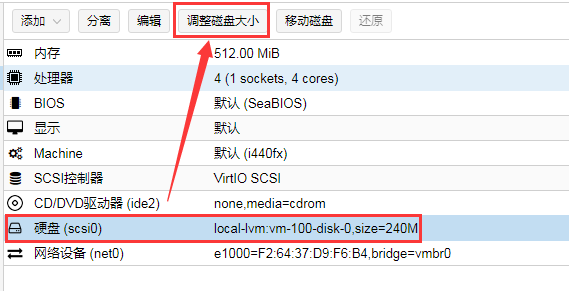 添加 分离 编辑 调整磁盘大小 移动磁盘 还原
内存 512.00 MiB
处理器 4 (1 sockets, 4 cores)
BIOS 默认 (SeaBIOS)
显示 默认
Machine 默认 (i440fx)
SCSI控制器 VirtIO SCSI
CD/DVD驱动器 (ide2) none,media=cdrom
硬盘 (scsi0) local-lvm:vm-100-disk-0,size=240M
网络设备 (net0) e1000=F2:64:37:D9:F6:B4,bridge=vmbr0